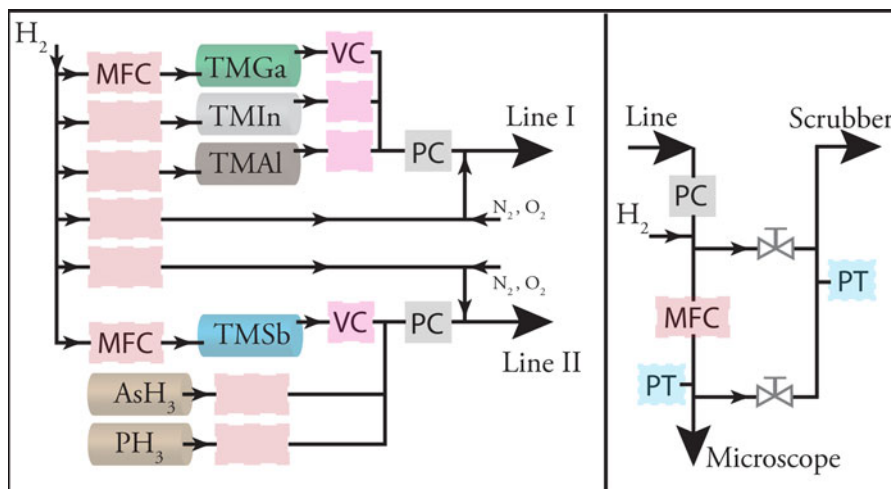 H₂
MFC TMGa VC
TMIn
TMAl
PC Line I
N₂, O₂
N₂, O₂
MFC TMSb VC PC
Line II
AsH₃
PH₃
Line Scrubber
PC
H₂
PT
MFC
PT
Microscope